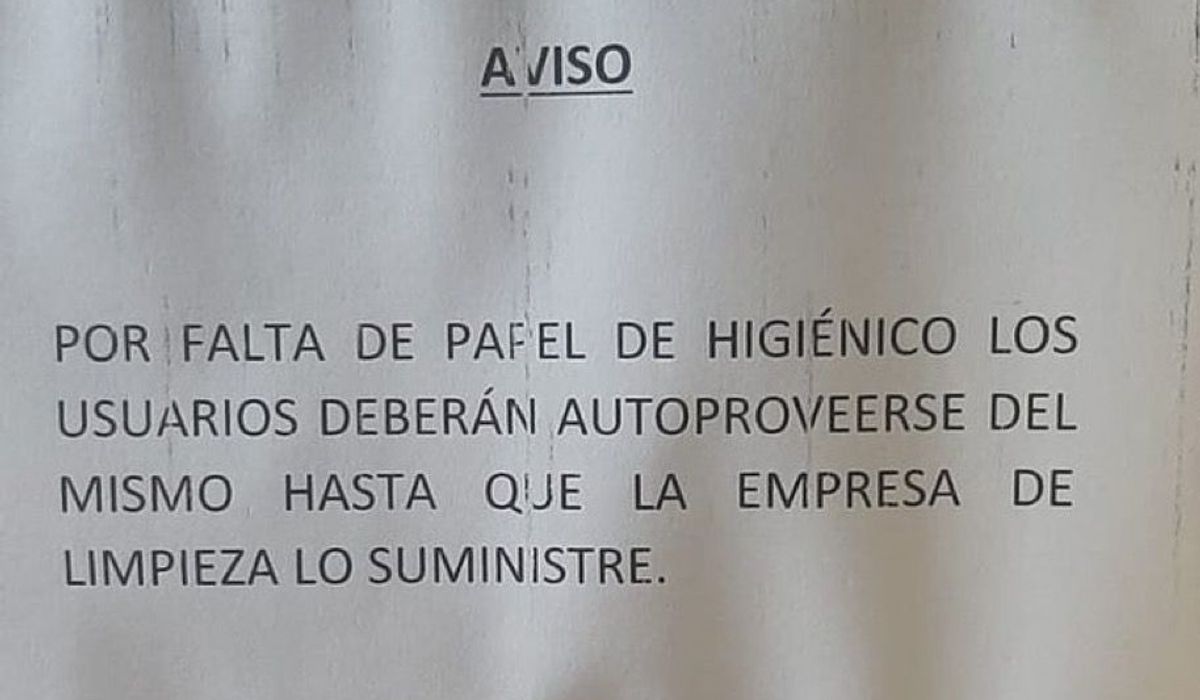 AVISO
POR FALTA DE PAPEL DE HIGIÉNICO LOS
USUARIOS DEBERÁN AUTOPROVEERSE DEL
MISMO HASTA QUE LA EMPRESA DE
LIMPIEZA LO SUMINISTRE.